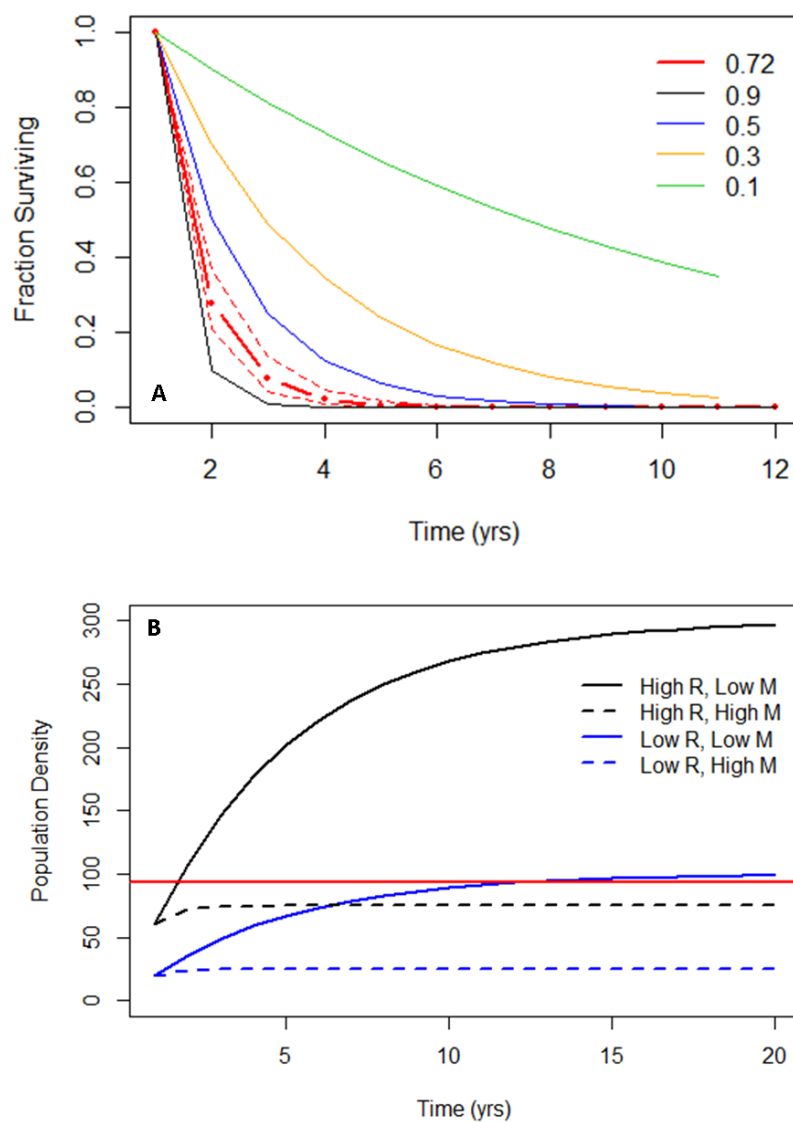 1.0
0.8
0.6
0.4
0.2
0.0
Fraction Surviving
0.72
0.9
0.5
0.3
0.1
A
2 4 6 8 10 12
Time (yrs)
300
250
200
150
100
50
0
Population Density
B
High R, Low M
High R, High M
Low R, Low M
Low R, High M
5 10 15 20
Time (yrs)